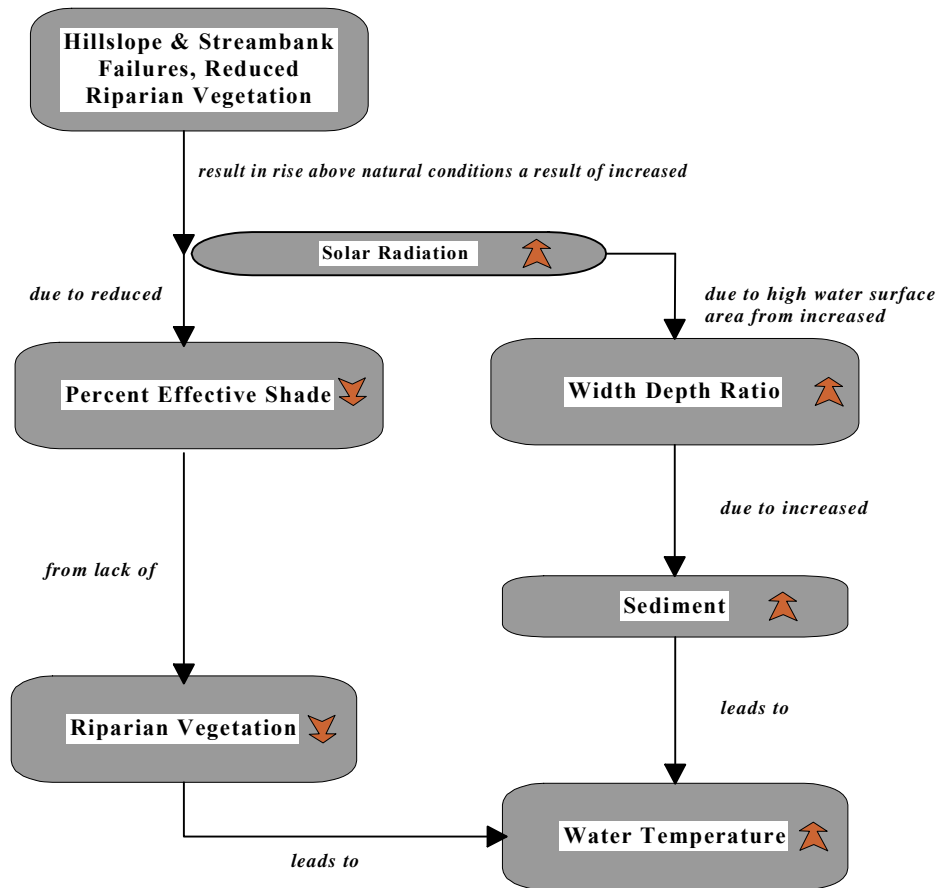 Hillslope & Streambank
Failures, Reduced
Riparian Vegetation
result in rise above natural conditions a result of increased
Solar Radiation
due to reduced
due to high water surface
area from increased
Percent Effective Shade
Width Depth Ratio
due to increased
from lack of
Sediment
Riparian Vegetation
leads to
Water Temperature
leads to